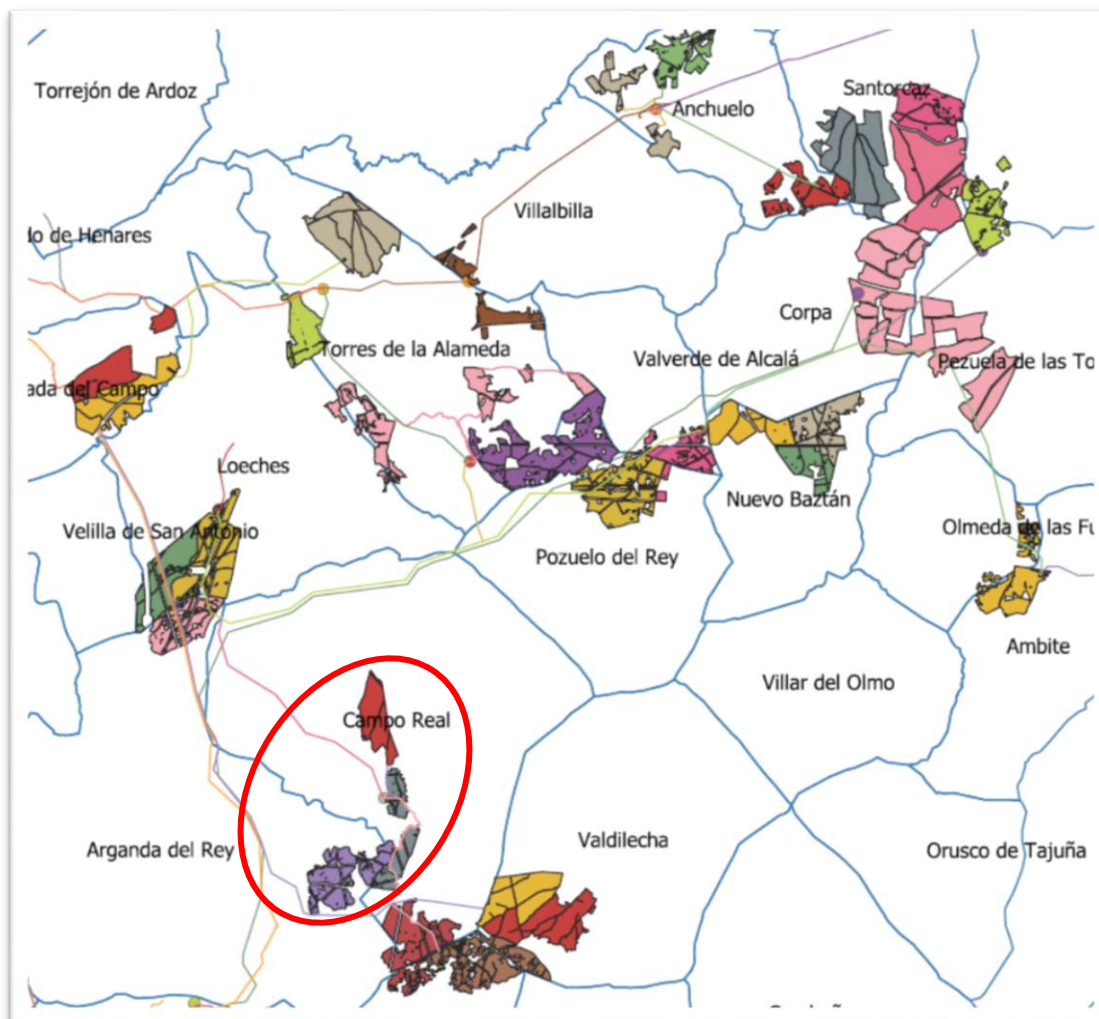 Torrejón de Ardoz
Santorcaz
Anchuelo
Villalbilla
lo de Henares
Corpa
Torres de la Alameda
Valverde de Alcalá
Pezuela de las To
ada del Campo
Loeches
Nuevo Baztán
Velilla de San Antonio
Olmeda de las Fu
Pozuelo del Rey
Ambite
Villar del Olmo
Campo Real
Valdilecha
Arganda del Rey
Orusco de Tajuña